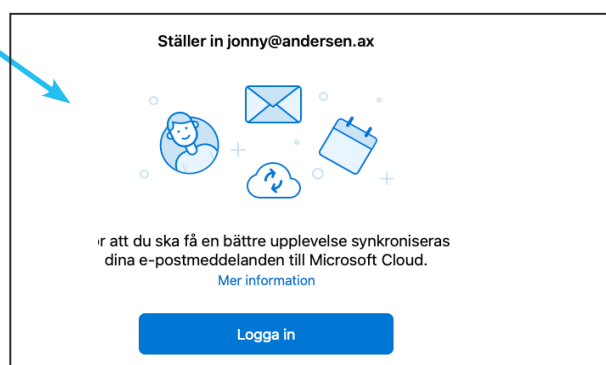 Ställer in jonny@andersen.ax
r att du ska få en bättre upplevelse synkroniseras
dina e-postmeddelanden till Microsoft Cloud.
Mer information
Logga in